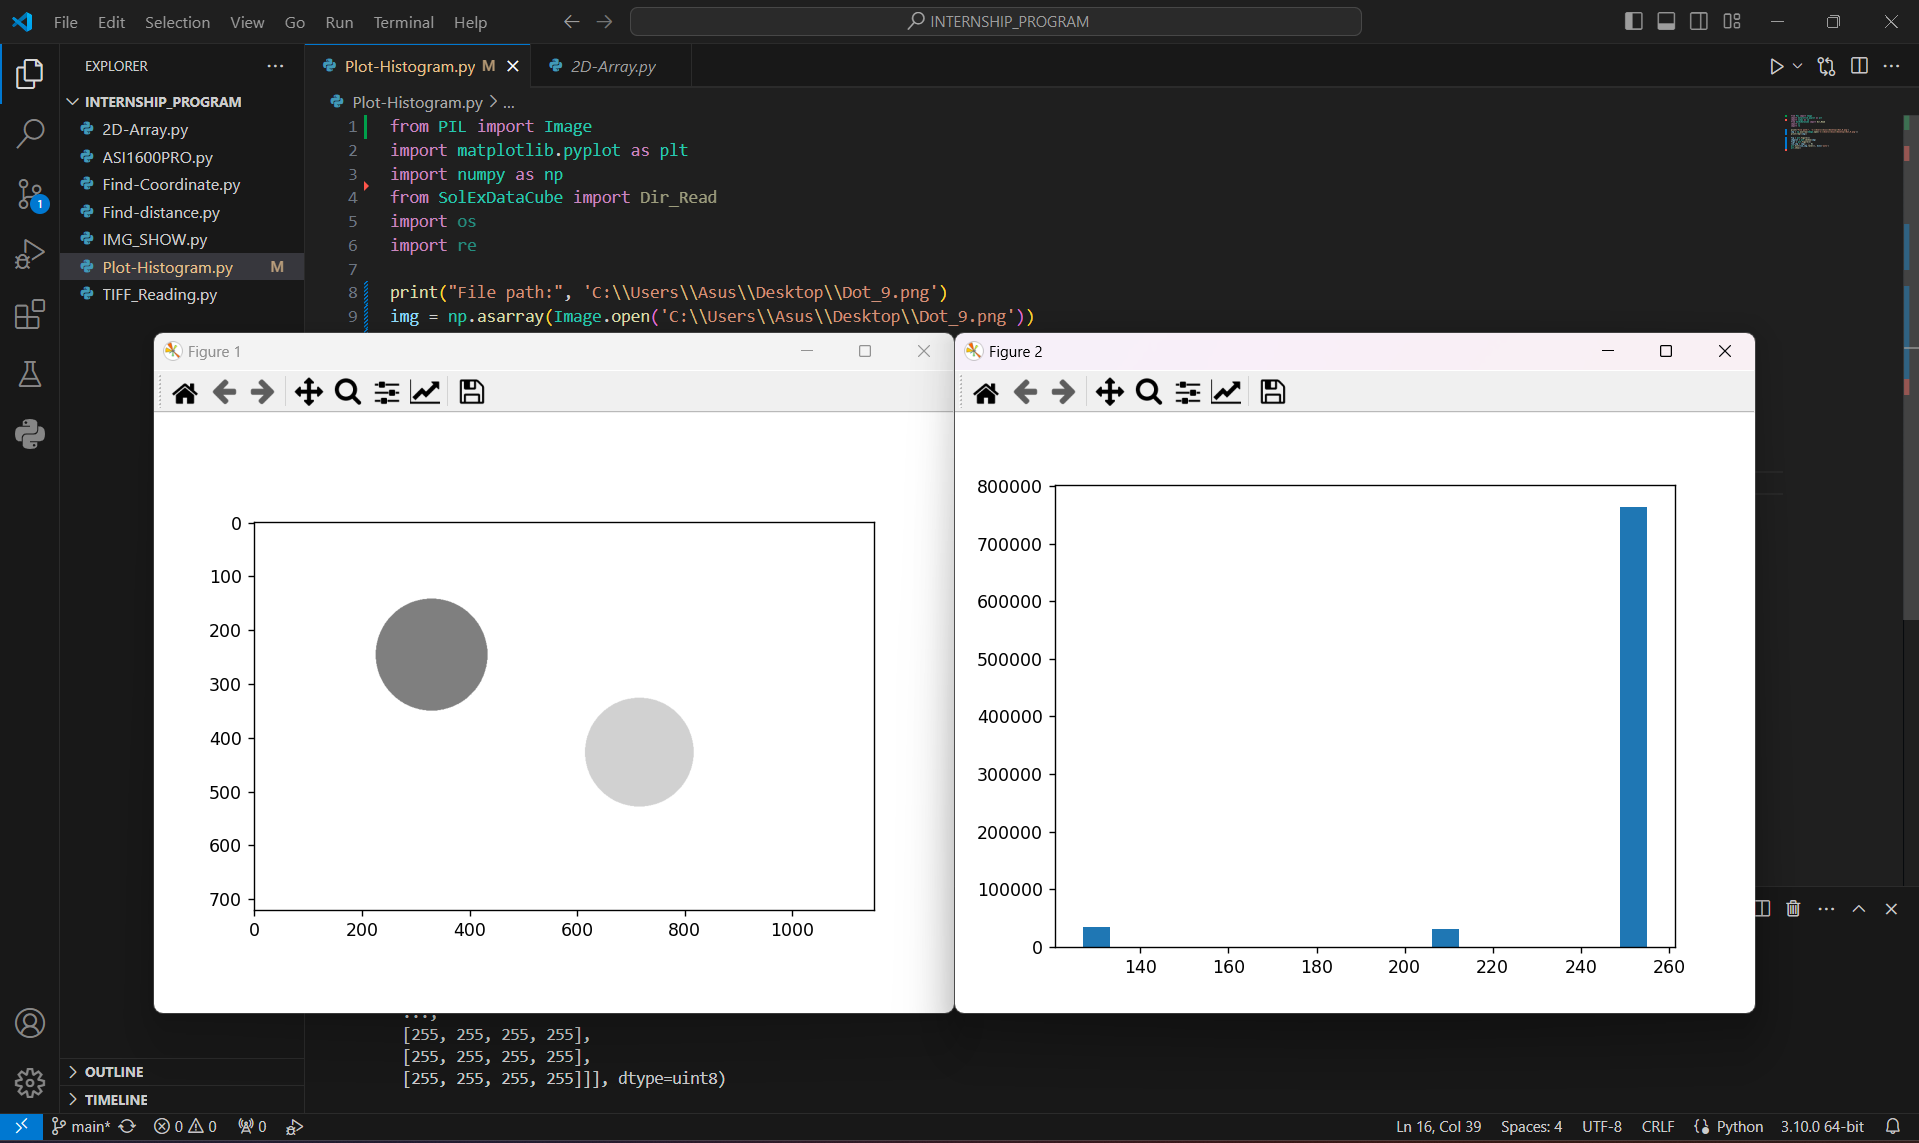 File Edit Selection View Go Run Terminal Help
INTERNSHIP_PROGRAM
EXPLORER
INTERNSHIP_PROGRAM
2D-Array.py
ASI1600PRO.py
Find-Coordinate.py
Find-distance.py
IMG_SHOW.py
Plot-Histogram.py M
TIFF_Reading.py
OUTLINE
TIMELINE
1
Plot-Histogram.py M
2D-Array.py
Plot-Histogram.py > ...
1 from PIL import Image
2 import matplotlib.pyplot as plt
3 import numpy as np
4 from SolExDataCube import Dir_Read
5 import os
6 import re
7
8 print("File path:", 'C:\\Users\\Asus\\Desktop\\Dot_9.png')
9 img = np.asarray(Image.open('C:\\Users\\Asus\\Desktop\\Dot_9.png'))
Figure 1
0
100
200
300
400
500
600
700
0 200 400 600 800 1000
Figure 2
800000
700000
600000
500000
400000
300000
200000
100000
0
140 160 180 200 220 240 260
...,
[255, 255, 255, 255],
[255, 255, 255, 255],
[255, 255, 255, 255]]], dtype=uint8)
main* 0 0 0
Ln 16, Col 39 Spaces: 4 UTF-8 CRLF Python 3.10.0 64-bit